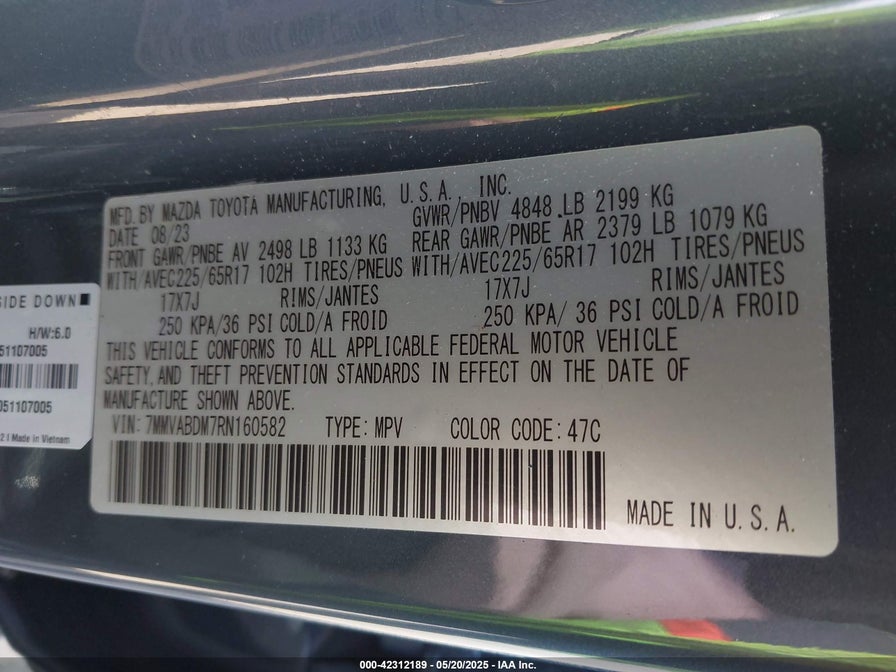 MFD. BY MAZDA TOYOTA MANUFACTURING, U.S.A., INC.
DATE 08/23 GVWR/PNBV 4848 LB 2199 KG
FRONT GAWR/PNBE AV 2498 LB 1133 KG REAR GAWR/PNBE AR 2379 LB 1079 KG
WITH/AVEC225/65R17 102H TIRES/PNEUS WITH/AVEC225/65R17 102H TIRES/PNEUS
17X7J RIMS/JANTES 17X7J RIMS/JANTES
250 KPA/36 PSI COLD/A FROID 250 KPA/ 36 PSI COLD/A FROID
THIS VEHICLE CONFORMS TO ALL APPLICABLE FEDERAL MOTOR VEHICLE
SAFETY, AND THEFT PREVENTION STANDARDS IN EFFECT ON THE DATE OF
MANUFACTURE SHOWN ABOVE.
VIN: 7MMVABDM7RN160582 TYPE: MPV COLOR CODE: 47C
MADE IN U.S.A.
SIDE DOWN
H/W:6.0
51107005
051107005
2 | Made in Vietnam
000-42312189 — 05/20/2025 — IAA Inc.